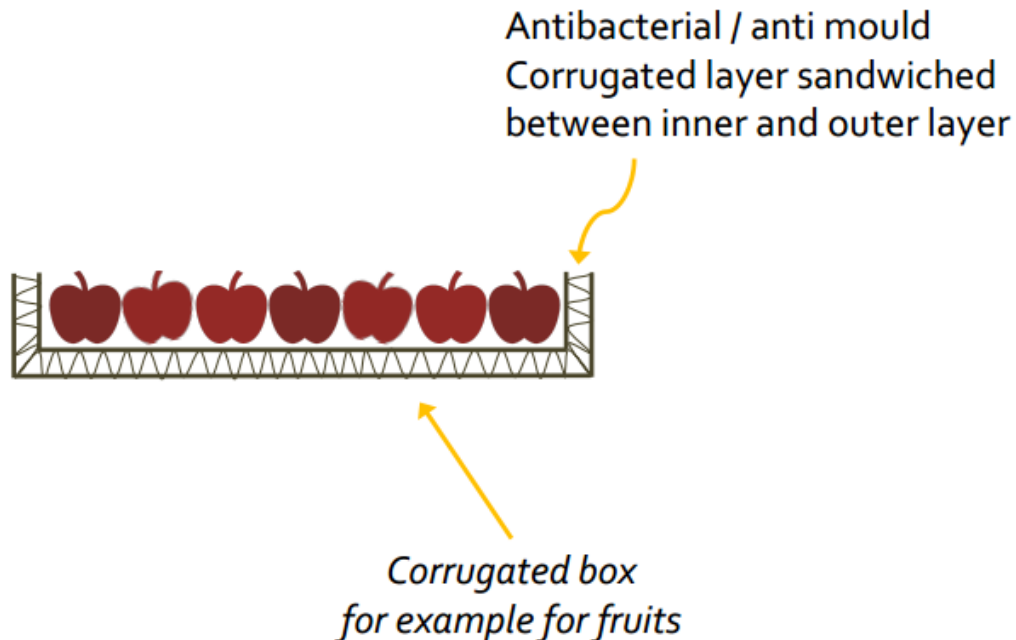 Antibacterial / anti mould
Corrugated layer sandwiched
between inner and outer layer
Corrugated box
for example for fruits